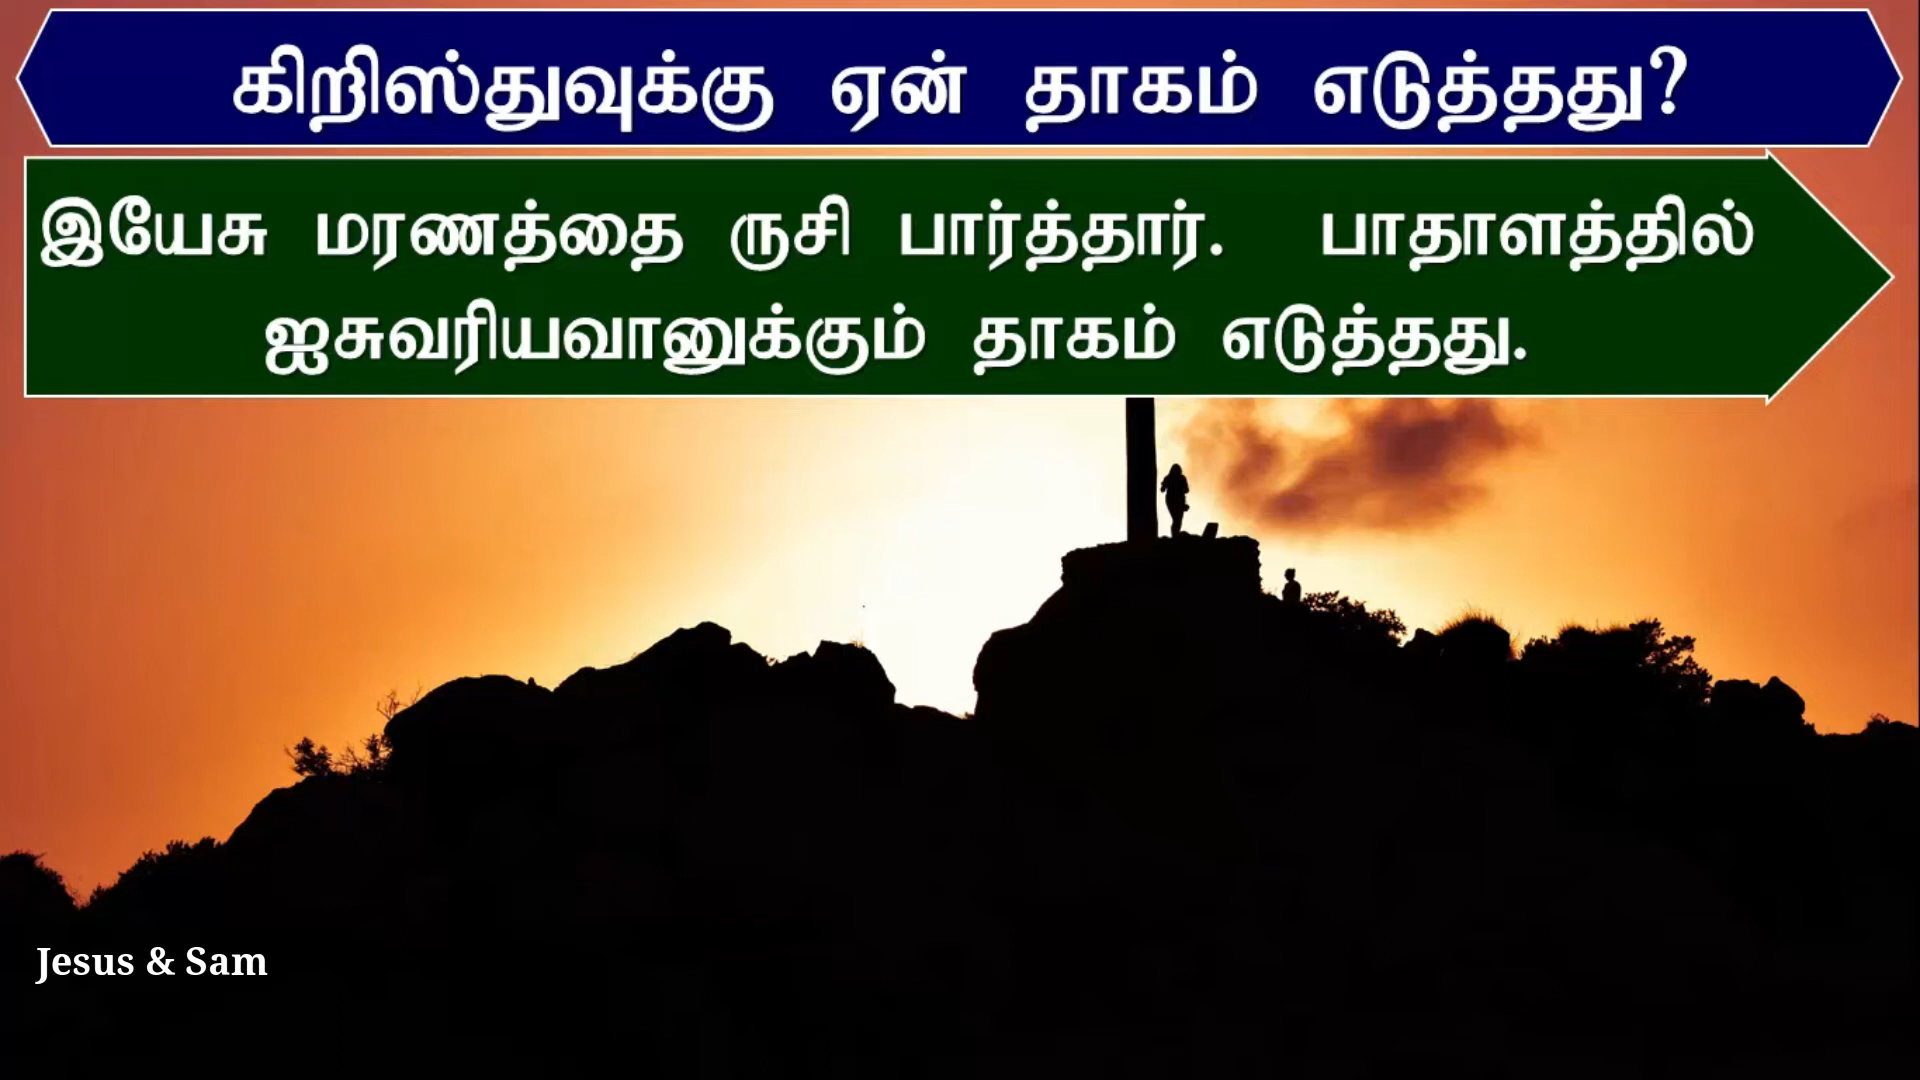 கிறிஸ்துவுக்கு ஏன் தாகம் எடுத்தது?
இயேசு மரணத்தை ருசி பார்த்தார். பாதாளத்தில்
ஐசுவரியவானுக்கும் தாகம் எடுத்தது.
Jesus & Sam